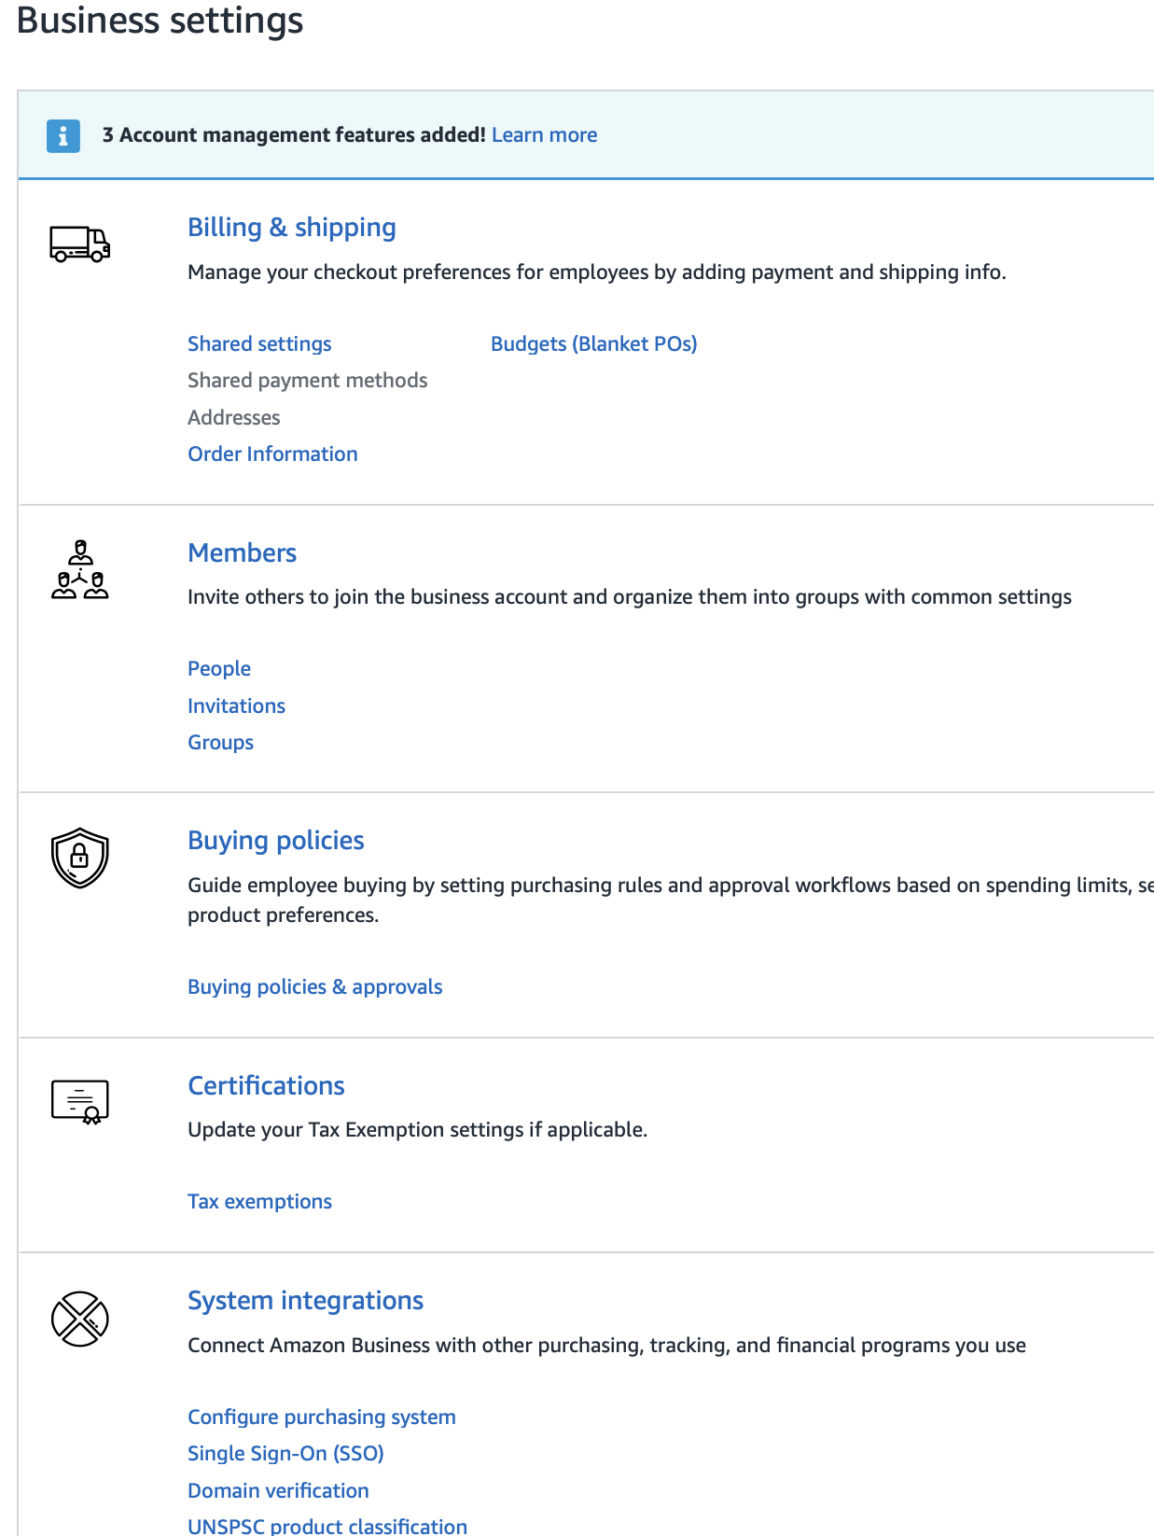 Business settings
3 Account management features added! Learn more
Billing & shipping
Manage your checkout preferences for employees by adding payment and shipping info.
Shared settings
Budgets (Blanket POs)
Shared payment methods
Addresses
Order Information
Members
Invite others to join the business account and organize them into groups with common settings
People
Invitations
Groups
Buying policies
Guide employee buying by setting purchasing rules and approval workflows based on spending limits,
product preferences.
Buying policies & approvals
Certifications
Update your Tax Exemption settings if applicable.
Tax exemptions
System integrations
Connect Amazon Business with other purchasing, tracking, and financial programs you use
Configure purchasing system
Single Sign-On (SSO)
Domain verification
UNSPSC product classification